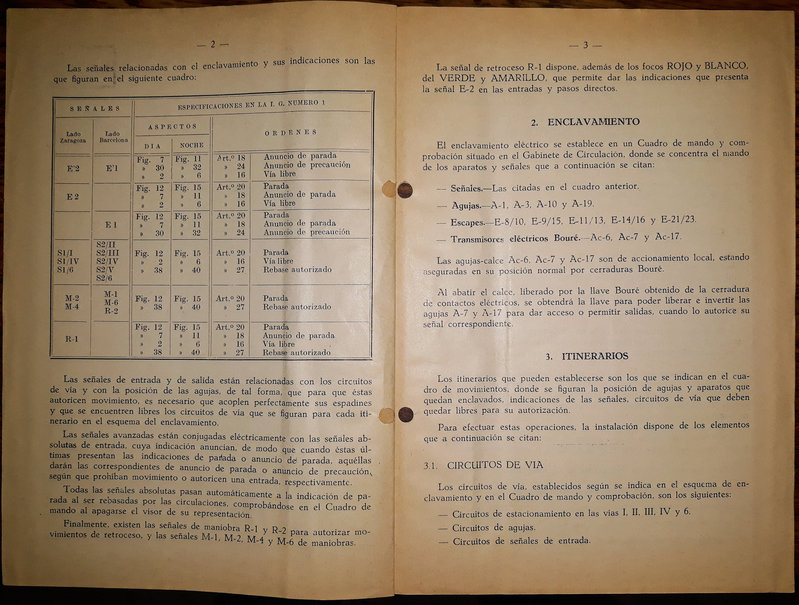 — 2 —
Las señales relacionadas con el enclavamiento y sus indicaciones son las
que figuran en el siguiente cuadro:
SEÑALES
ESPECIFICACIONES EN LA I. G. NUMERO 1
Lado Zaragoza
Lado Barcelona
ASPECTOS
ORDENES
DIA
NOCHE
E'2 E'1 Fig. 7 Fig. 11 Art.º 18 Anuncio de parada
» 30 » 32 » 24 Anuncio de precaución
» 2 » 6 » 16 Vía libre
E 2 Fig. 12 Fig. 15 Art.º 20 Parada
» 7 » 11 » 18 Anuncio de parada
» 2 » 6 » 16 Vía libre
E 1 Fig. 12 Fig. 15 Art.º 20 Parada
» 7 » 11 » 18 Anuncio de parada
» 30 » 32 » 24 Anuncio de precaución
S2/II
S1/I S2/III Fig. 12 Fig. 15 Art.º 20 Parada
S1/IV S2/IV » 2 » 6 » 16 Vía libre
S1/6 S2/V » 38 » 40 » 27 Rebase autorizado
S2/6
M-2 M-1 Fig. 12 Fig. 15 Art.º 20 Parada
M-4 M-6 » 38 » 40 » 27 Rebase autorizado
R-2
R-1 Fig. 12 Fig. 15 Art.º 20 Parada
» 7 » 11 » 18 Anuncio de parada
» 2 » 6 » 16 Vía libre
» 38 » 40 » 27 Rebase autorizado
Las señales de entrada y de salida están relacionadas con los circuitos
de vía y con la posición de las agujas, de tal forma, que para que éstas
autoricen movimiento, es necesario que acoplen perfectamente sus espadines
y que se encuentren libres los circuitos de vía que se figuran para cada iti-
nerario en el esquema del enclavamiento.
Las señales avanzadas están conjugadas eléctricamente con las señales ab-
solutas de entrada, cuya indicación anuncian, de modo que cuando éstas úl-
timas presentan las indicaciones de parada o anuncio de parada, aquéllas
darán las correspondientes de anuncio de parada o anuncio de precaución,
según que prohiban movimiento o autoricen una entrada, respectivamente.
Todas las señales absolutas pasan automáticamente a la indicación de pa-
rada al ser rebasadas por las circulaciones, comprobándose en el Cuadro de
mando al apagarse el visor de su representación.
Finalmente, existen las señales de maniobra R-1 y R-2 para autorizar mo-
vimientos de retroceso, y las señales M-1, M-2, M-4 y M-6 de maniobras.
— 3 —
La señal de retroceso R-1 dispone, además de los focos ROJO y BLANCO,
del VERDE y AMARILLO, que permite dar las indicaciones que presenta
la señal E-2 en las entradas y pasos directos.
2. ENCLAVAMIENTO
El enclavamiento eléctrico se establece en un Cuadro de mando y com-
probación situado en el Gabinete de Circulación, donde se concentra el mando
de los aparatos y señales que a continuación se citan:
— Señales.—Las citadas en el cuadro anterior.
— Agujas.—A-1, A-3, A-10 y A-19.
— Escapes.—E-8/10, E-9/15, E-11/13, E-14/16 y E-21/23.
— Transmisores eléctricos Bouré.—Ac-6, Ac-7 y Ac-17.
Las agujas-calce Ac-6, Ac-7 y Ac-17 son de accionamiento local, estando
aseguradas en su posición normal por cerraduras Bouré.
Al abatir el calce, liberado por la llave Bouré obtenido de la cerradura
de contactos eléctricos, se obtendrá la llave para poder liberar e invertir las
agujas A-7 y A-17 para dar acceso o permitir salidas, cuando lo autorice su
señal correspondiente.
3. ITINERARIOS
Los itinerarios que pueden establecerse son los que se indican en el cua-
dro de movimientos, donde se figuran la posición de agujas y aparatos que
quedan enclavados, indicaciones de las señales, circuitos de vía que deben
quedar libres para su autorización.
Para efectuar estas operaciones, la instalación dispone de los elementos
que a continuación se citan:
3.1. CIRCUITOS DE VIA
Los circuitos de vía, establecidos según se indica en el esquema de en-
clavamiento y en el Cuadro de mando y comprobación, son los siguientes:
— Circuitos de estacionamiento en las vías I, II, III, IV y 6.
— Circuitos de agujas.
— Circuitos de señales de entrada.